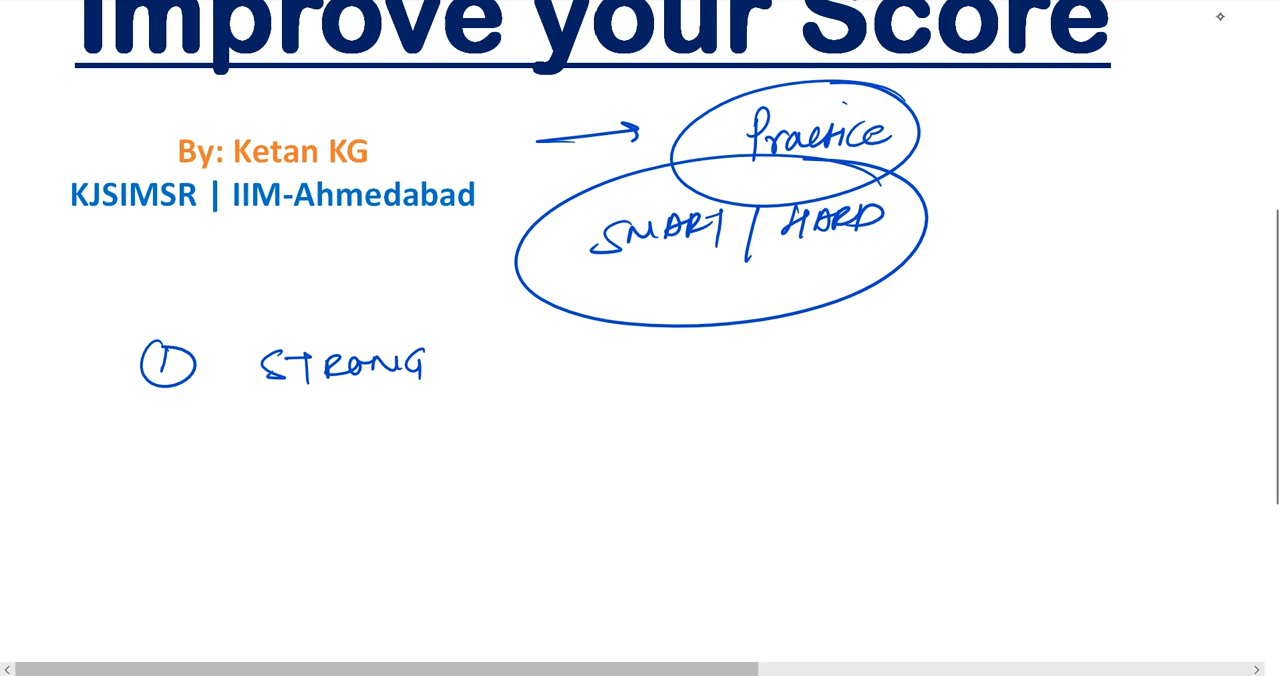 Improve your Score
By: Ketan KG
KJSIMSR | IIM-Ahmedabad
Practice
SMART / HARD
1 STRONG